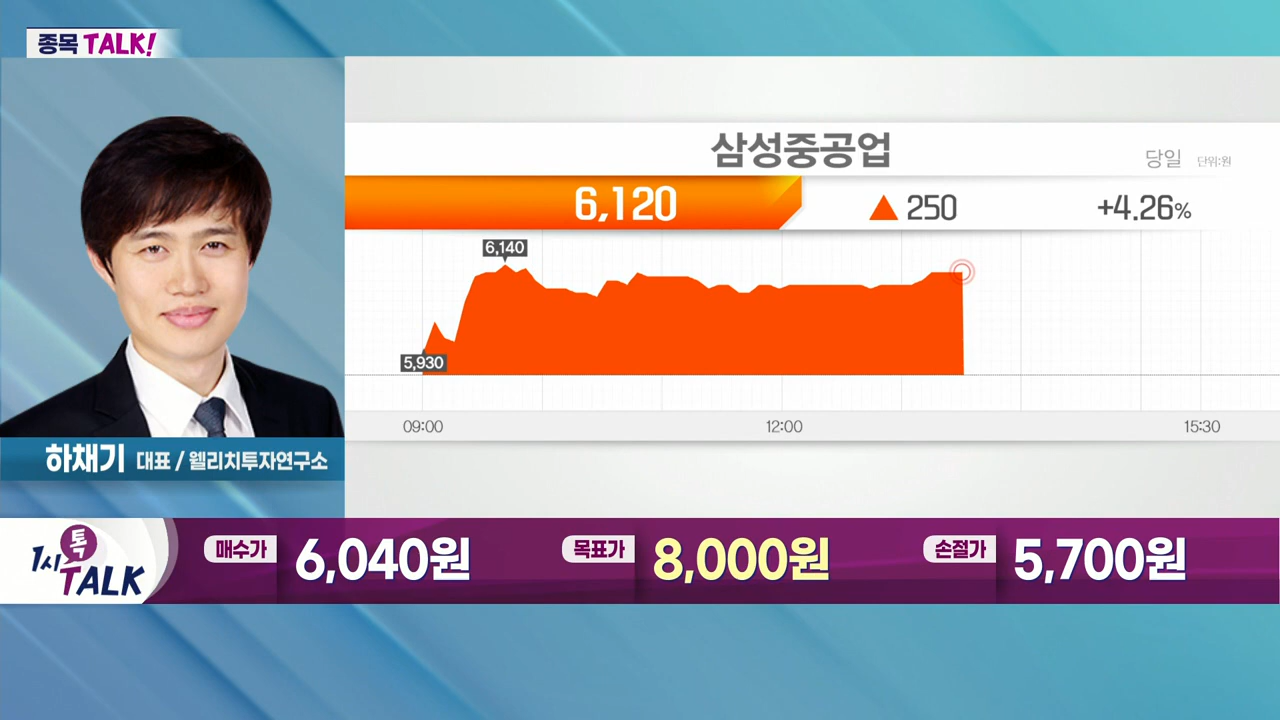 종목 TALK!
삼성중공업
당일 단위:원
6,120 ▲ 250 +4.26%
6,140
5,930
09:00 12:00 15:30
하채기 대표 / 웰리치투자연구소
1시 톡 TALK
매수가 6,040원 목표가 8,000원 손절가 5,700원